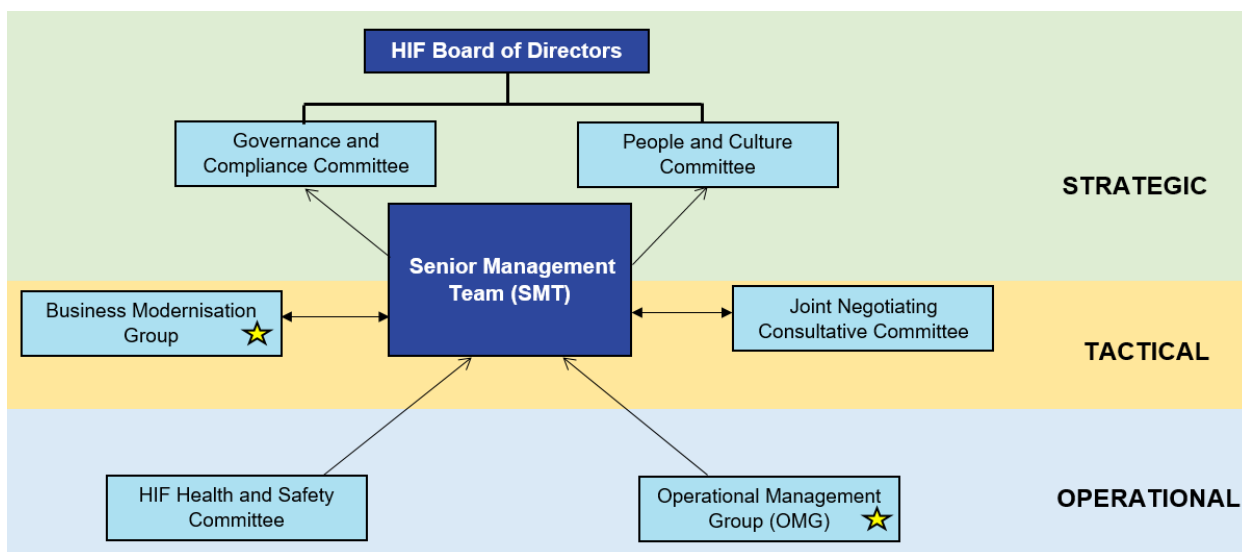 HIF Board of Directors
Governance and
Compliance Committee
People and Culture
Committee
STRATEGIC
Senior Management
Team (SMT)
Business Modernisation
Group
Joint Negotiating
Consultative Committee
TACTICAL
HIF Health and Safety
Committee
Operational Management
Group (OMG)
OPERATIONAL